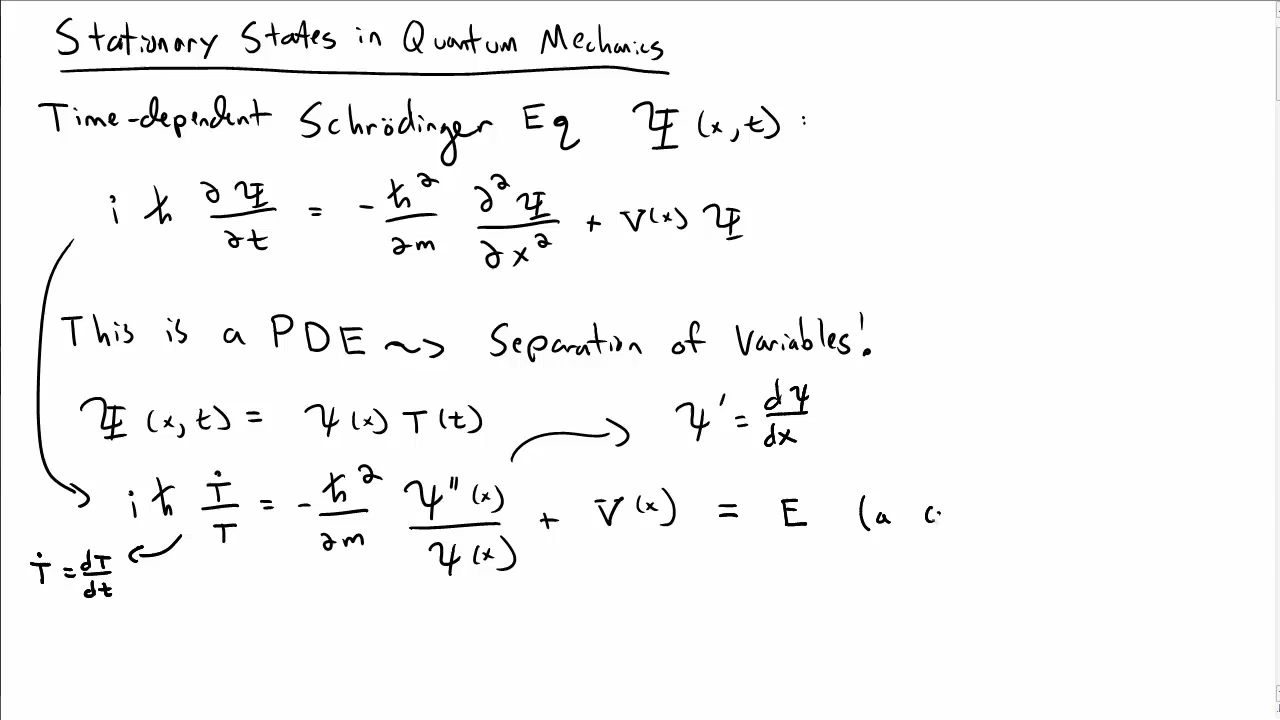 Stationary States in Quantum Mechanics
Time-dependent Schrödinger Eq Ψ(x,t):
iħ ∂Ψ/∂t = -ħ²/2m ∂²Ψ/∂x² + V(x) Ψ
This is a PDE ~> Separation of Variables!
Ψ(x,t) = ψ(x) T(t)
ψ' = dψ/dx
iħ Ṫ/T = -ħ²/2m ψ''(x)/ψ(x) + V(x) = E (a c
Ṫ = dT/dt